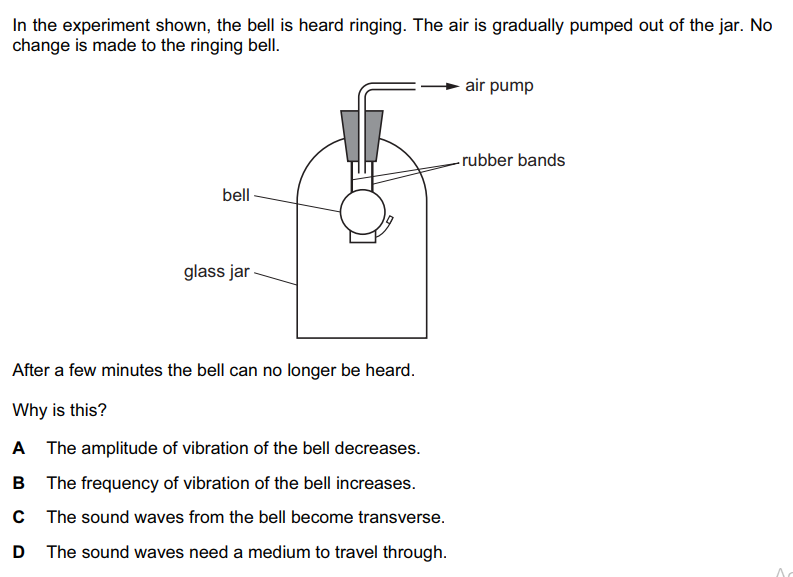 In the experiment shown, the bell is heard ringing. The air is gradually pumped out of the jar. No
change is made to the ringing bell.
air pump
rubber bands
bell
glass jar
After a few minutes the bell can no longer be heard.
Why is this?
A The amplitude of vibration of the bell decreases.
B The frequency of vibration of the bell increases.
C The sound waves from the bell become transverse.
D The sound waves need a medium to travel through.